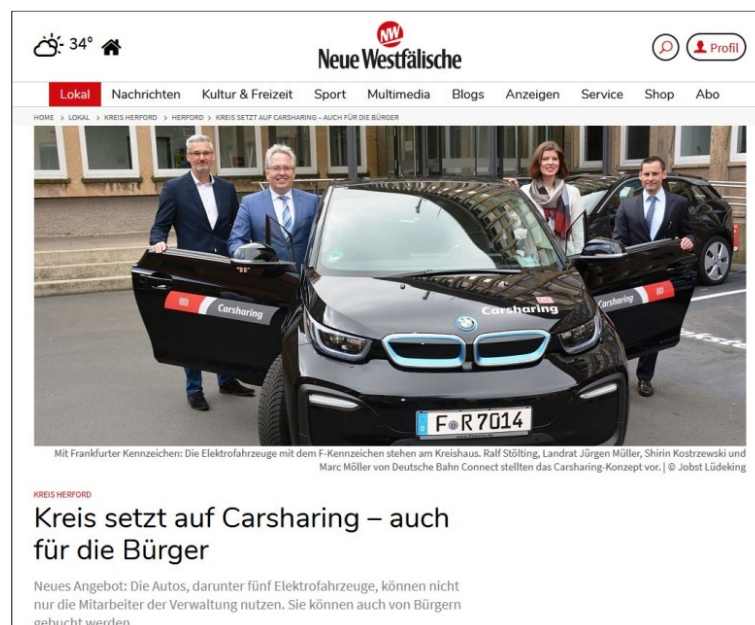 34°
NW
Neue Westfälische
Profil
Lokal Nachrichten Kultur & Freizeit Sport Multimedia Blogs Anzeigen Service Shop Abo
HOME > LOKAL > KREIS HERFORD > HERFORD > KREIS SETZT AUF CARSHARING – AUCH FÜR DIE BÜRGER
DB Carsharing
DB
Carsharing
DB Carsharing
F R 7014
Mit Frankfurter Kennzeichen: Die Elektrofahrzeuge mit dem F-Kennzeichen stehen am Kreishaus. Ralf Stölting, Landrat Jürgen Müller, Shirin Kostrzewski und
Marc Möller von Deutsche Bahn Connect stellten das Carsharing-Konzept vor. | © Jobst Lüdeking
KREIS HERFORD
Kreis setzt auf Carsharing – auch
für die Bürger
Neues Angebot: Die Autos, darunter fünf Elektrofahrzeuge, können nicht
nur die Mitarbeiter der Verwaltung nutzen. Sie können auch von Bürgern
gebucht werden